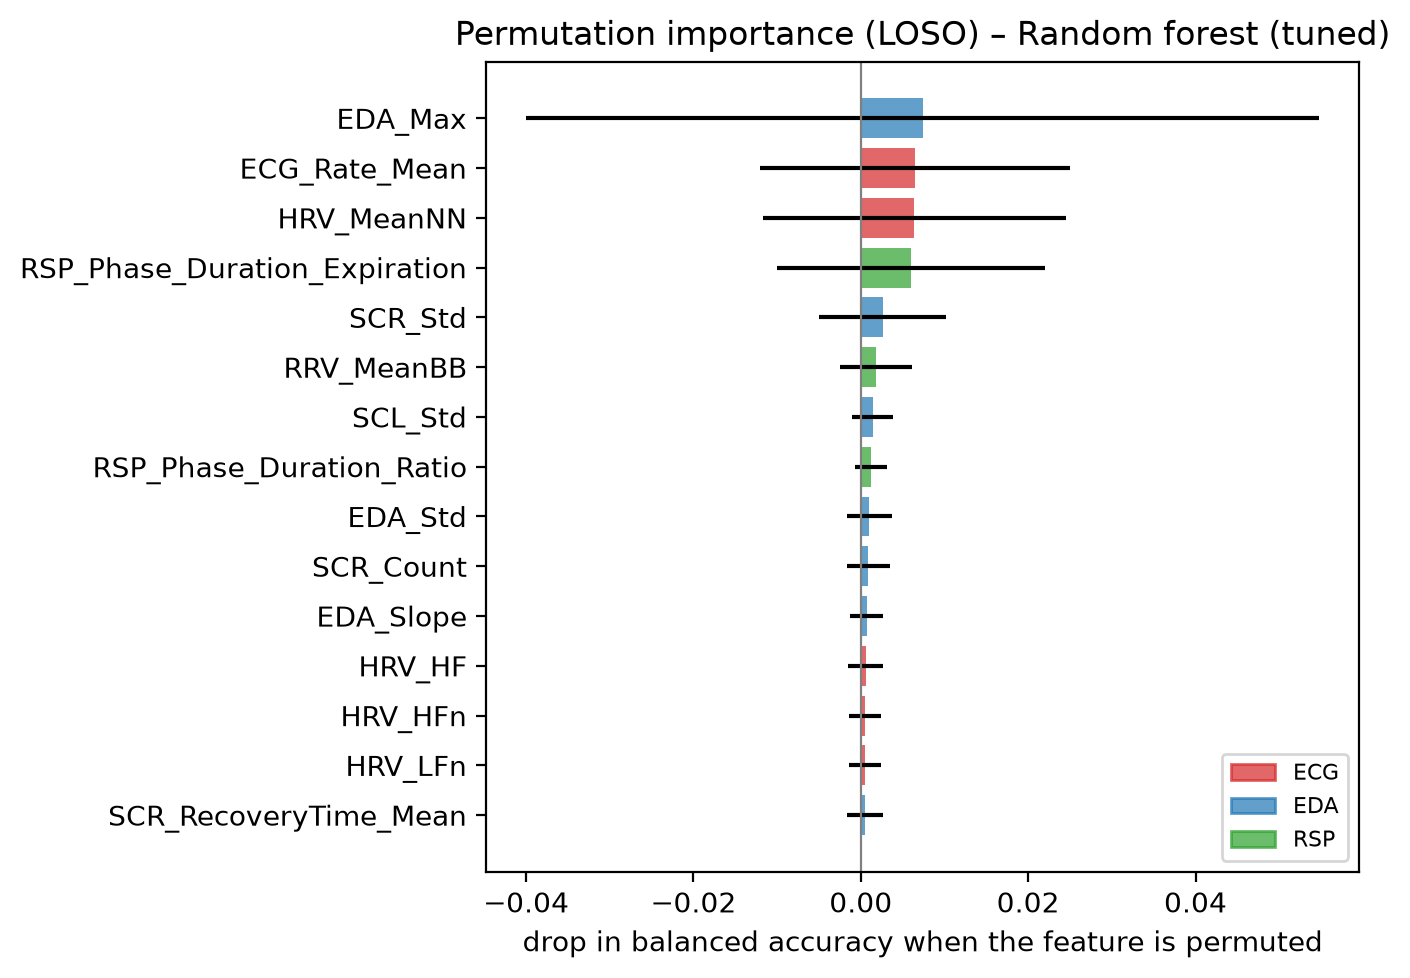 Permutation importance (LOSO) – Random forest (tuned)
EDA_Max
ECG_Rate_Mean
HRV_MeanNN
RSP_Phase_Duration_Expiration
SCR_Std
RRV_MeanBB
SCL_Std
RSP_Phase_Duration_Ratio
EDA_Std
SCR_Count
EDA_Slope
HRV_HF
HRV_HFn
HRV_LFn
SCR_RecoveryTime_Mean
ECG
EDA
RSP
−0.04 −0.02 0.00 0.02 0.04
drop in balanced accuracy when the feature is permuted